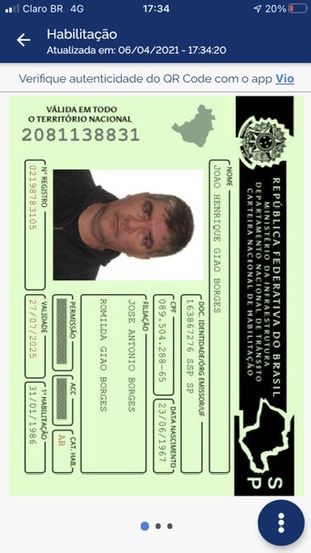 Claro BR 4G 17:34 20%
Habilitação
Atualizada em: 06/04/2021 - 17:34:20
Verifique autenticidade do QR Code com o app Vio
REPÚBLICA FEDERATIVA DO BRASIL
MINISTÉRIO DA INFRAESTRUTURA
DEPARTAMENTO NACIONAL DE TRÂNSITO
CARTEIRA NACIONAL DE HABILITAÇÃO
VÁLIDA EM TODO
O TERRITÓRIO NACIONAL
2081138831
NOME
JOAO HENRIQUE GIAO BORGES
DOC. IDENTIDADE/ÓRG EMISSOR/UF
163867276 SSP SP
CPF
089.504.288-65
DATA NASCIMENTO
23/06/1967
FILIAÇÃO
JOSE ANTONIO BORGES
ROMILDA GIAO BORGES
PERMISSÃO
ACC
CAT. HAB.
AB
Nº REGISTRO
02198783105
VALIDADE
27/07/2025
1ª HABILITAÇÃO
31/01/1986
SP